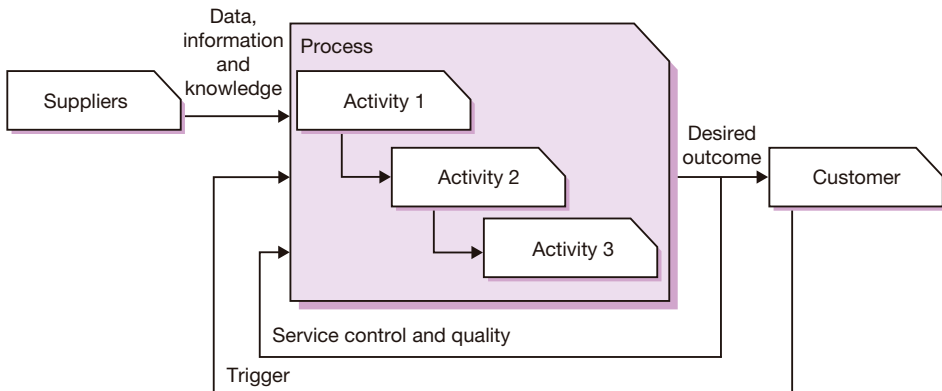 Data,
information
and
knowledge
Process
Suppliers
Activity 1
Activity 2
Activity 3
Desired
outcome
Customer
Service control and quality
Trigger